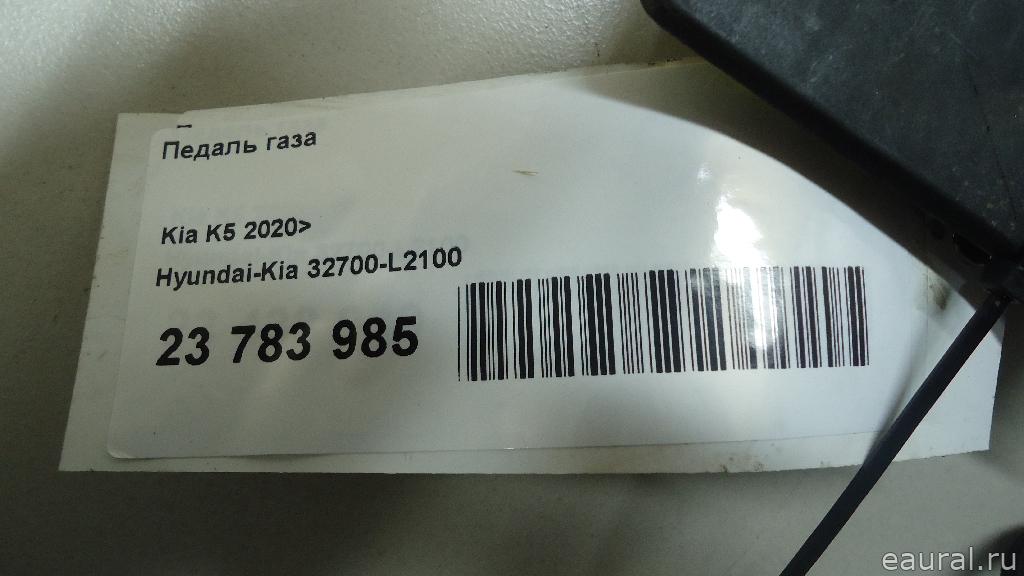 Педаль газа
Kia K5 2020>
Hyundai-Kia 32700-L2100
23 783 985
eaural.ru